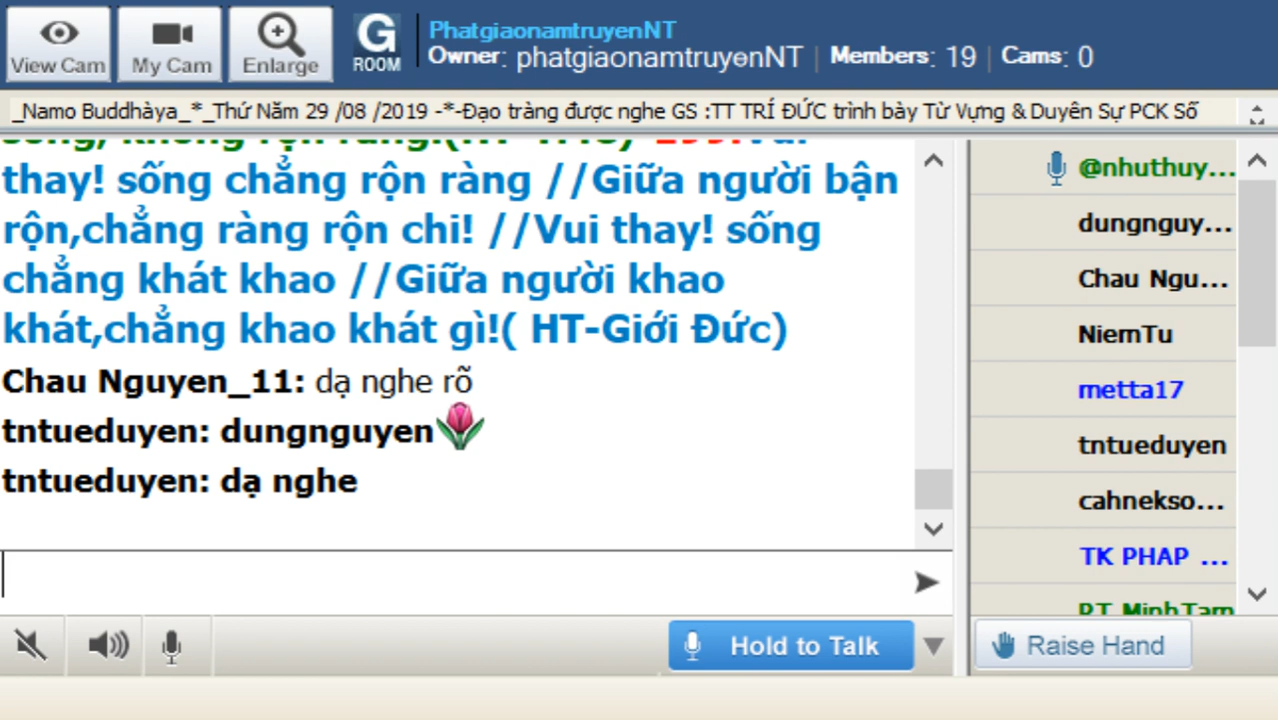 View Cam
My Cam
Enlarge
G
ROOM
PhatgiaonamtruyenNT
Owner: phatgiaonamtruyenNT | Members: 19 | Cams: 0
_Namo Buddhàya_*_Thứ Năm 29 /08 /2019 -*-Đạo tràng được nghe GS :TT TRÍ ĐỨC trình bày Từ Vựng & Duyên Sự PCK Số
thay! sống chẳng rộn ràng //Giữa người bận
rộn,chẳng ràng rộn chi! //Vui thay! sống
chẳng khát khao //Giữa người khao
khát,chẳng khao khát gì!( HT-Giới Đức)
Chau Nguyen_11: dạ nghe rõ
tntueduyen: dungnguyen
tntueduyen: dạ nghe
Hold to Talk
@nhuthuy...
dungnguy...
Chau Ngu...
NiemTu
metta17
tntueduyen
cahnekso...
TK PHAP ...
PT MinhTam
Raise Hand